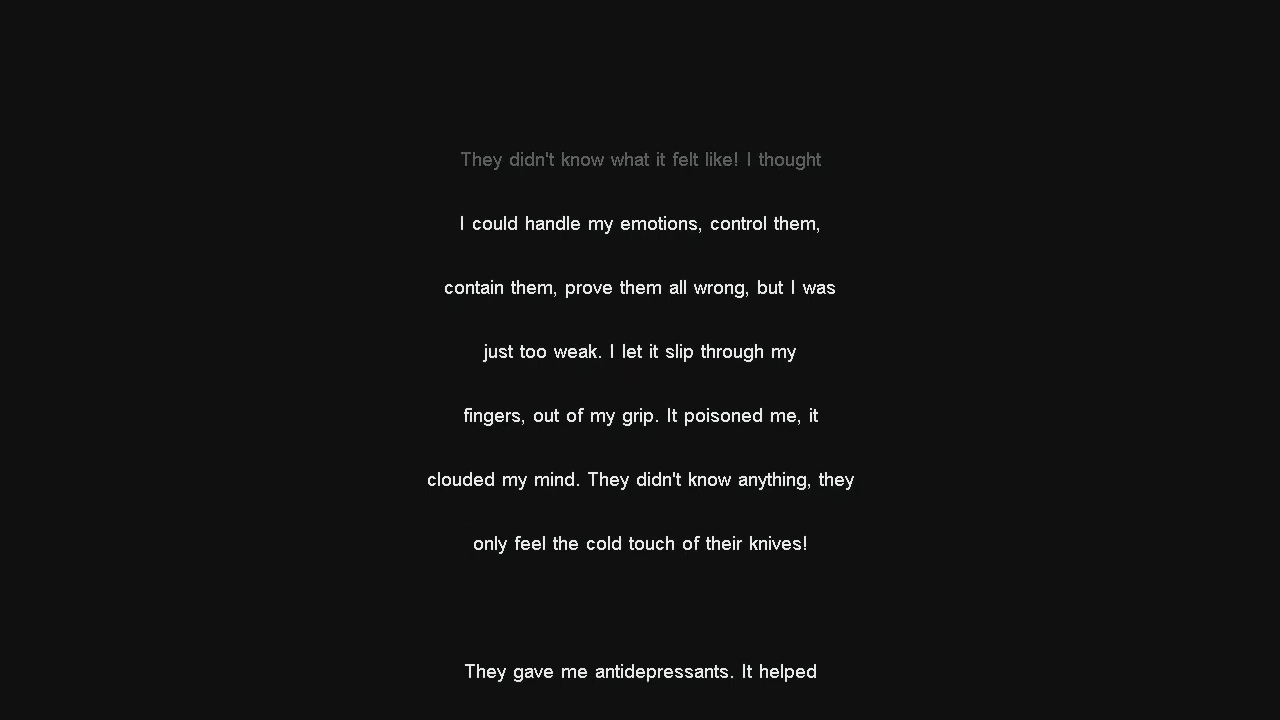 They didn't know what it felt like! I thought
I could handle my emotions, control them,
contain them, prove them all wrong, but I was
just too weak. I let it slip through my
fingers, out of my grip. It poisoned me, it
clouded my mind. They didn't know anything, they
only feel the cold touch of their knives!
They gave me antidepressants. It helped